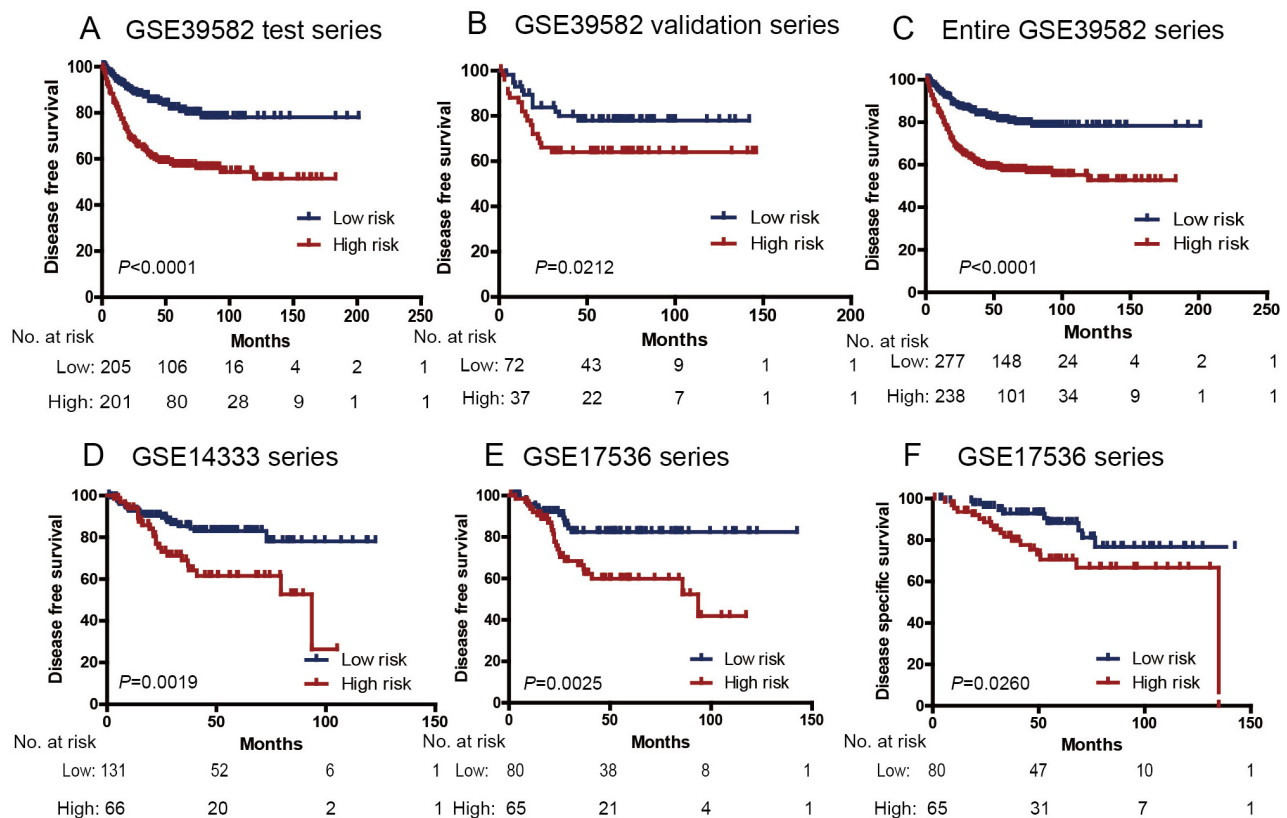 A GSE39582 test series
Disease free survival
100
80
60
40
20
0
Low risk
High risk
P<0.0001
0 50 100 150 200 250
Months
No. at risk
Low: 205 106 16 4 2 1
High: 201 80 28 9 1 1
B GSE39582 validation series
Disease free survival
100
80
60
40
20
0
Low risk
High risk
P=0.0212
0 50 100 150 200
Months
No. at risk
Low: 72 43 9 1 1
High: 37 22 7 1 1
C Entire GSE39582 series
Disease free survival
100
80
60
40
20
0
Low risk
High risk
P<0.0001
0 50 100 150 200 250
Months
No. at risk
Low: 277 148 24 4 2 1
High: 238 101 34 9 1 1
D GSE14333 series
Disease free survival
100
80
60
40
20
0
Low risk
High risk
P=0.0019
0 50 100 150
Months
No. at risk
Low: 131 52 6 1
High: 66 20 2 1
E GSE17536 series
Disease free survival
100
80
60
40
20
0
Low risk
High risk
P=0.0025
0 50 100 150
Months
No. at risk
Low: 80 38 8 1
High: 65 21 4 1
F GSE17536 series
Disease specific survival
100
80
60
40
20
0
Low risk
High risk
P=0.0260
0 50 100 150
Months
No. at risk
Low: 80 47 10 1
High: 65 31 7 1